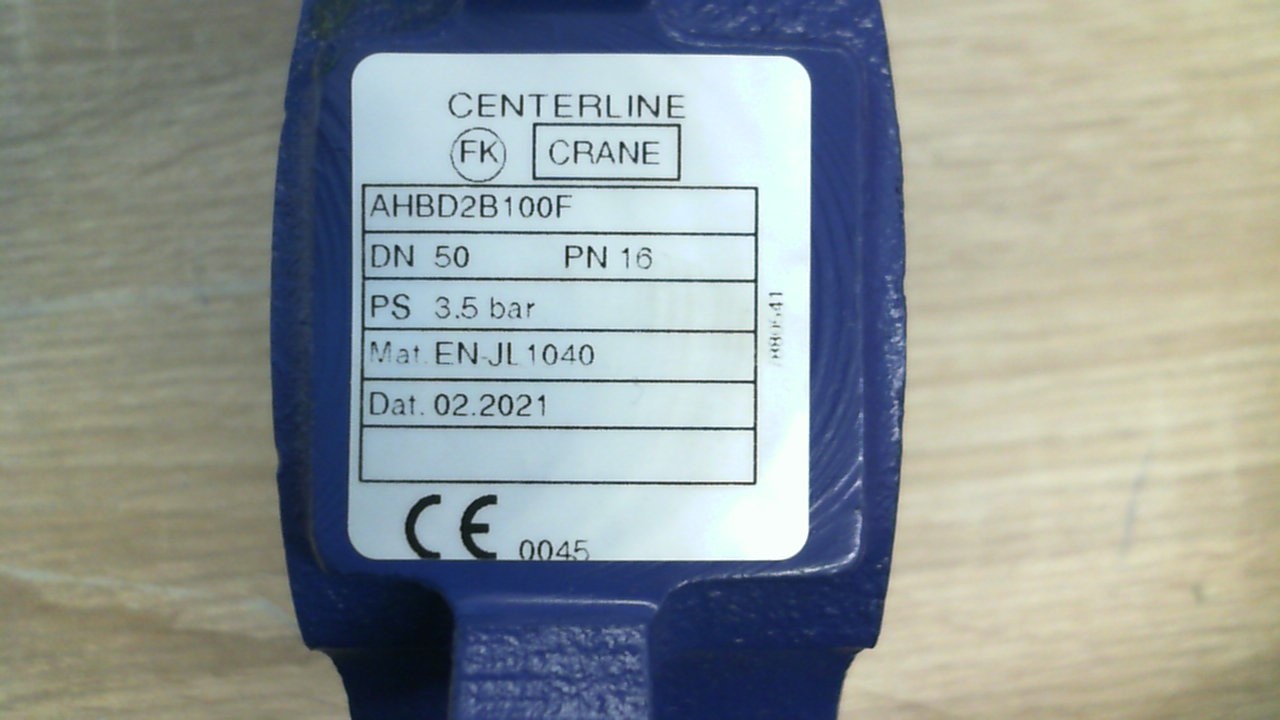 CENTERLINE
FK CRANE
AHBD2B100F
DN 50 PN 16
PS 3.5 bar
Mat. EN-JL1040
Dat. 02.2021
CE 0045